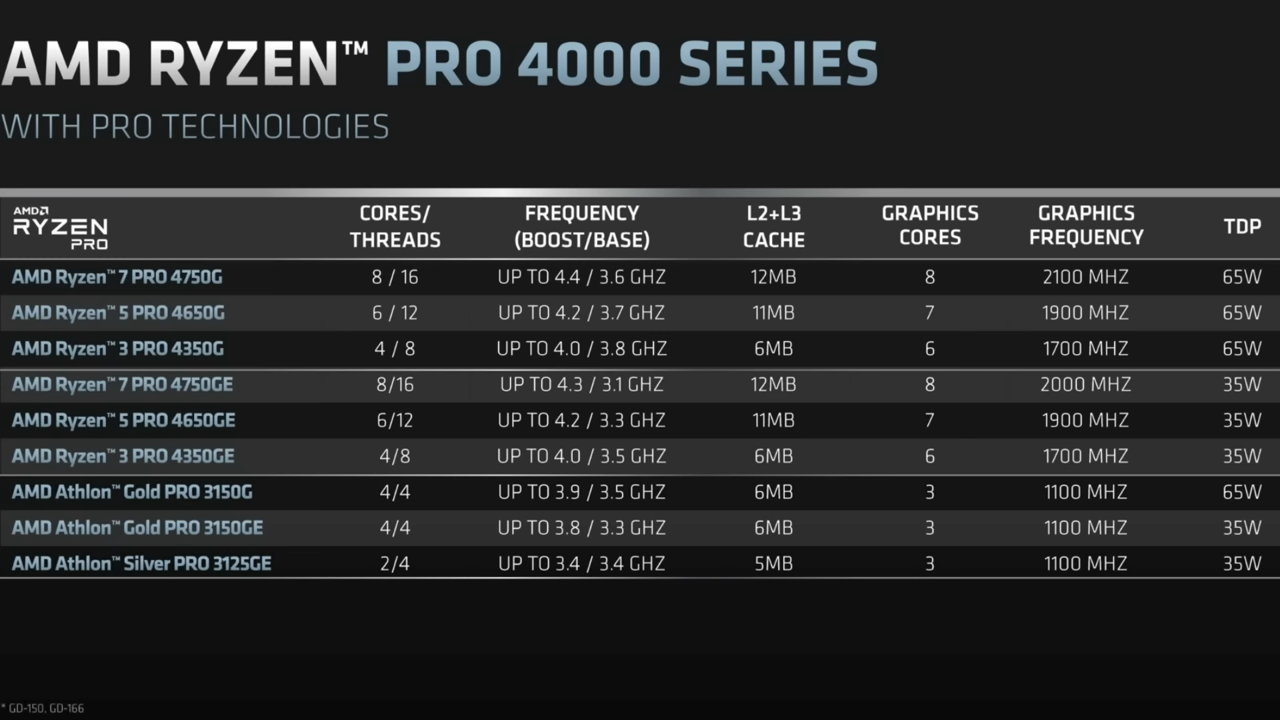 AMD RYZEN™ PRO 4000 SERIES
WITH PRO TECHNOLOGIES
AMD RYZEN PRO CORES/ THREADS FREQUENCY (BOOST/BASE) L2+L3 CACHE GRAPHICS CORES GRAPHICS FREQUENCY TDP
AMD Ryzen™ 7 PRO 4750G 8 / 16 UP TO 4.4 / 3.6 GHZ 12MB 8 2100 MHZ 65W
AMD Ryzen™ 5 PRO 4650G 6 / 12 UP TO 4.2 / 3.7 GHZ 11MB 7 1900 MHZ 65W
AMD Ryzen™ 3 PRO 4350G 4 / 8 UP TO 4.0 / 3.8 GHZ 6MB 6 1700 MHZ 65W
AMD Ryzen™ 7 PRO 4750GE 8/16 UP TO 4.3 / 3.1 GHZ 12MB 8 2000 MHZ 35W
AMD Ryzen™ 5 PRO 4650GE 6/12 UP TO 4.2 / 3.3 GHZ 11MB 7 1900 MHZ 35W
AMD Ryzen™ 3 PRO 4350GE 4/8 UP TO 4.0 / 3.5 GHZ 6MB 6 1700 MHZ 35W
AMD Athlon™ Gold PRO 3150G 4/4 UP TO 3.9 / 3.5 GHZ 6MB 3 1100 MHZ 65W
AMD Athlon™ Gold PRO 3150GE 4/4 UP TO 3.8 / 3.3 GHZ 6MB 3 1100 MHZ 35W
AMD Athlon™ Silver PRO 3125GE 2/4 UP TO 3.4 / 3.4 GHZ 5MB 3 1100 MHZ 35W
* GD-150, GD-166